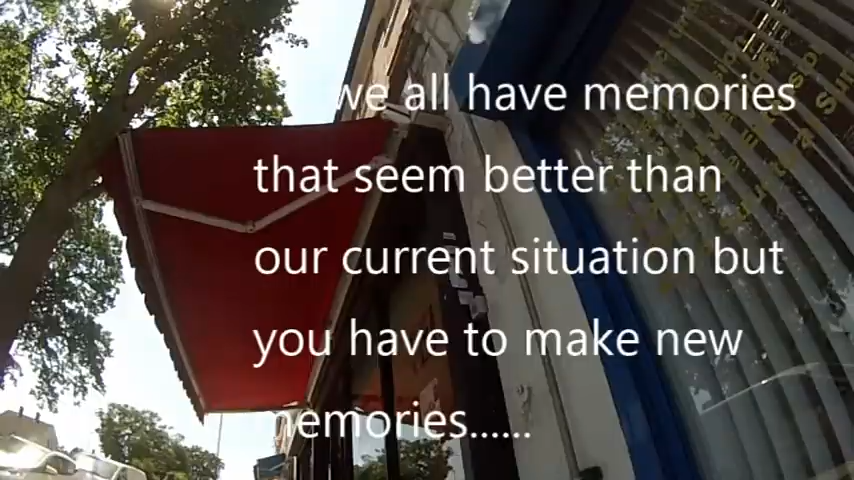 ... we all have memories
that seem better than
our current situation but
you have to make new
memories......